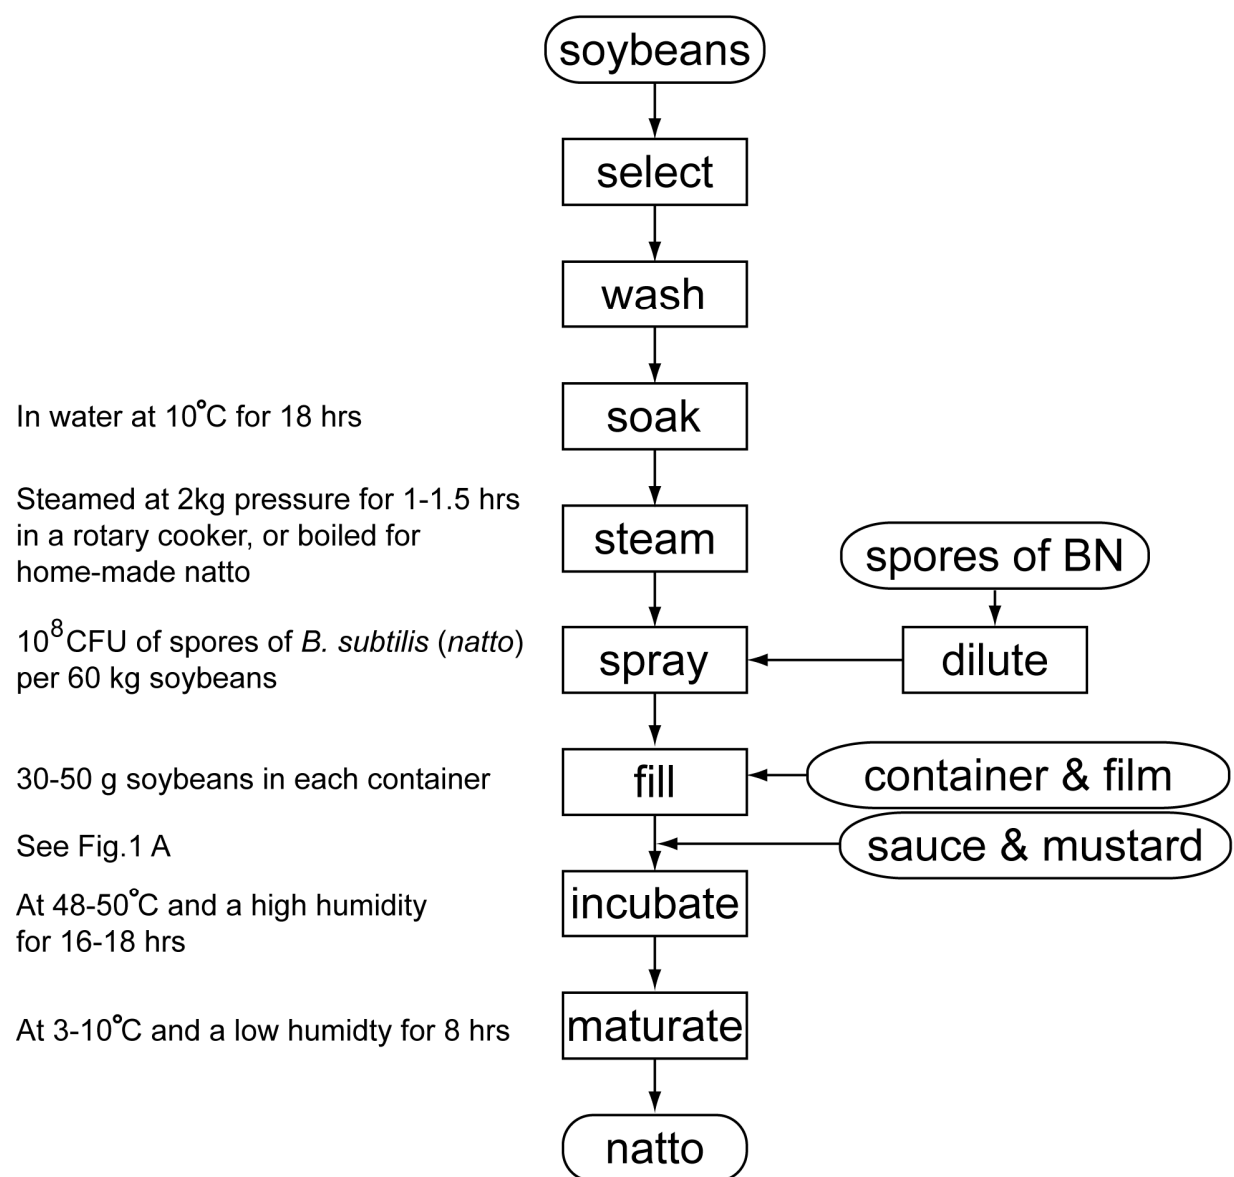 soybeans
select
wash
In water at 10°C for 18 hrs
soak
Steamed at 2kg pressure for 1-1.5 hrs
in a rotary cooker, or boiled for
home-made natto
steam
spores of BN
10⁸CFU of spores of B. subtilis (natto)
per 60 kg soybeans
spray
dilute
30-50 g soybeans in each container
fill
container & film
See Fig.1 A
sauce & mustard
At 48-50°C and a high humidity
for 16-18 hrs
incubate
At 3-10°C and a low humidty for 8 hrs
maturate
natto